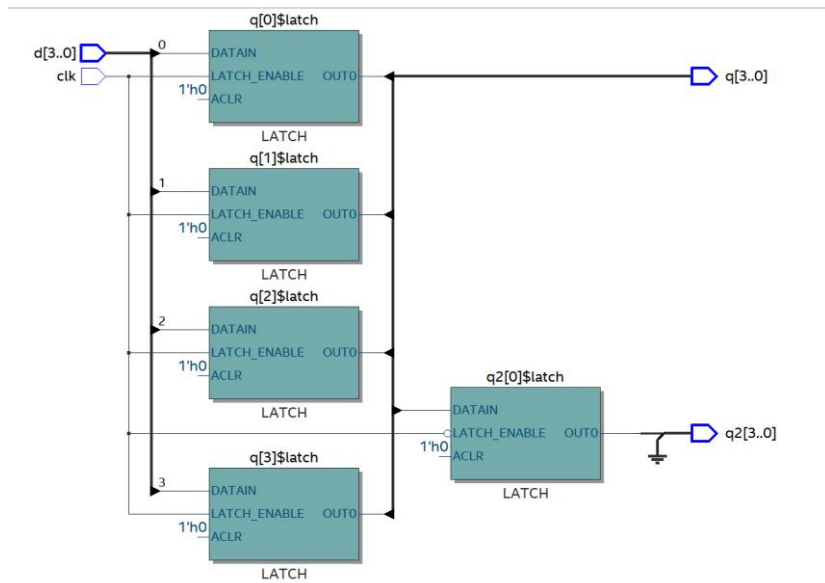 q[0]$latch
d[3..0]
0
DATAIN
clk
LATCH_ENABLE OUT0
q[3..0]
1'h0
ACLR
LATCH
q[1]$latch
1
DATAIN
LATCH_ENABLE OUT0
1'h0
ACLR
LATCH
q[2]$latch
2
DATAIN
LATCH_ENABLE OUT0
1'h0
ACLR
LATCH
q2[0]$latch
DATAIN
LATCH_ENABLE OUT0
q2[3..0]
1'h0
ACLR
LATCH
q[3]$latch
3
DATAIN
LATCH_ENABLE OUT0
1'h0
ACLR
LATCH